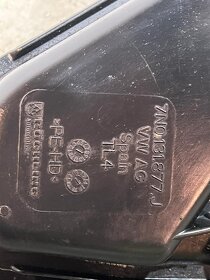 7N0131877J
VW AG
Spain
TL4
>PE-HD<